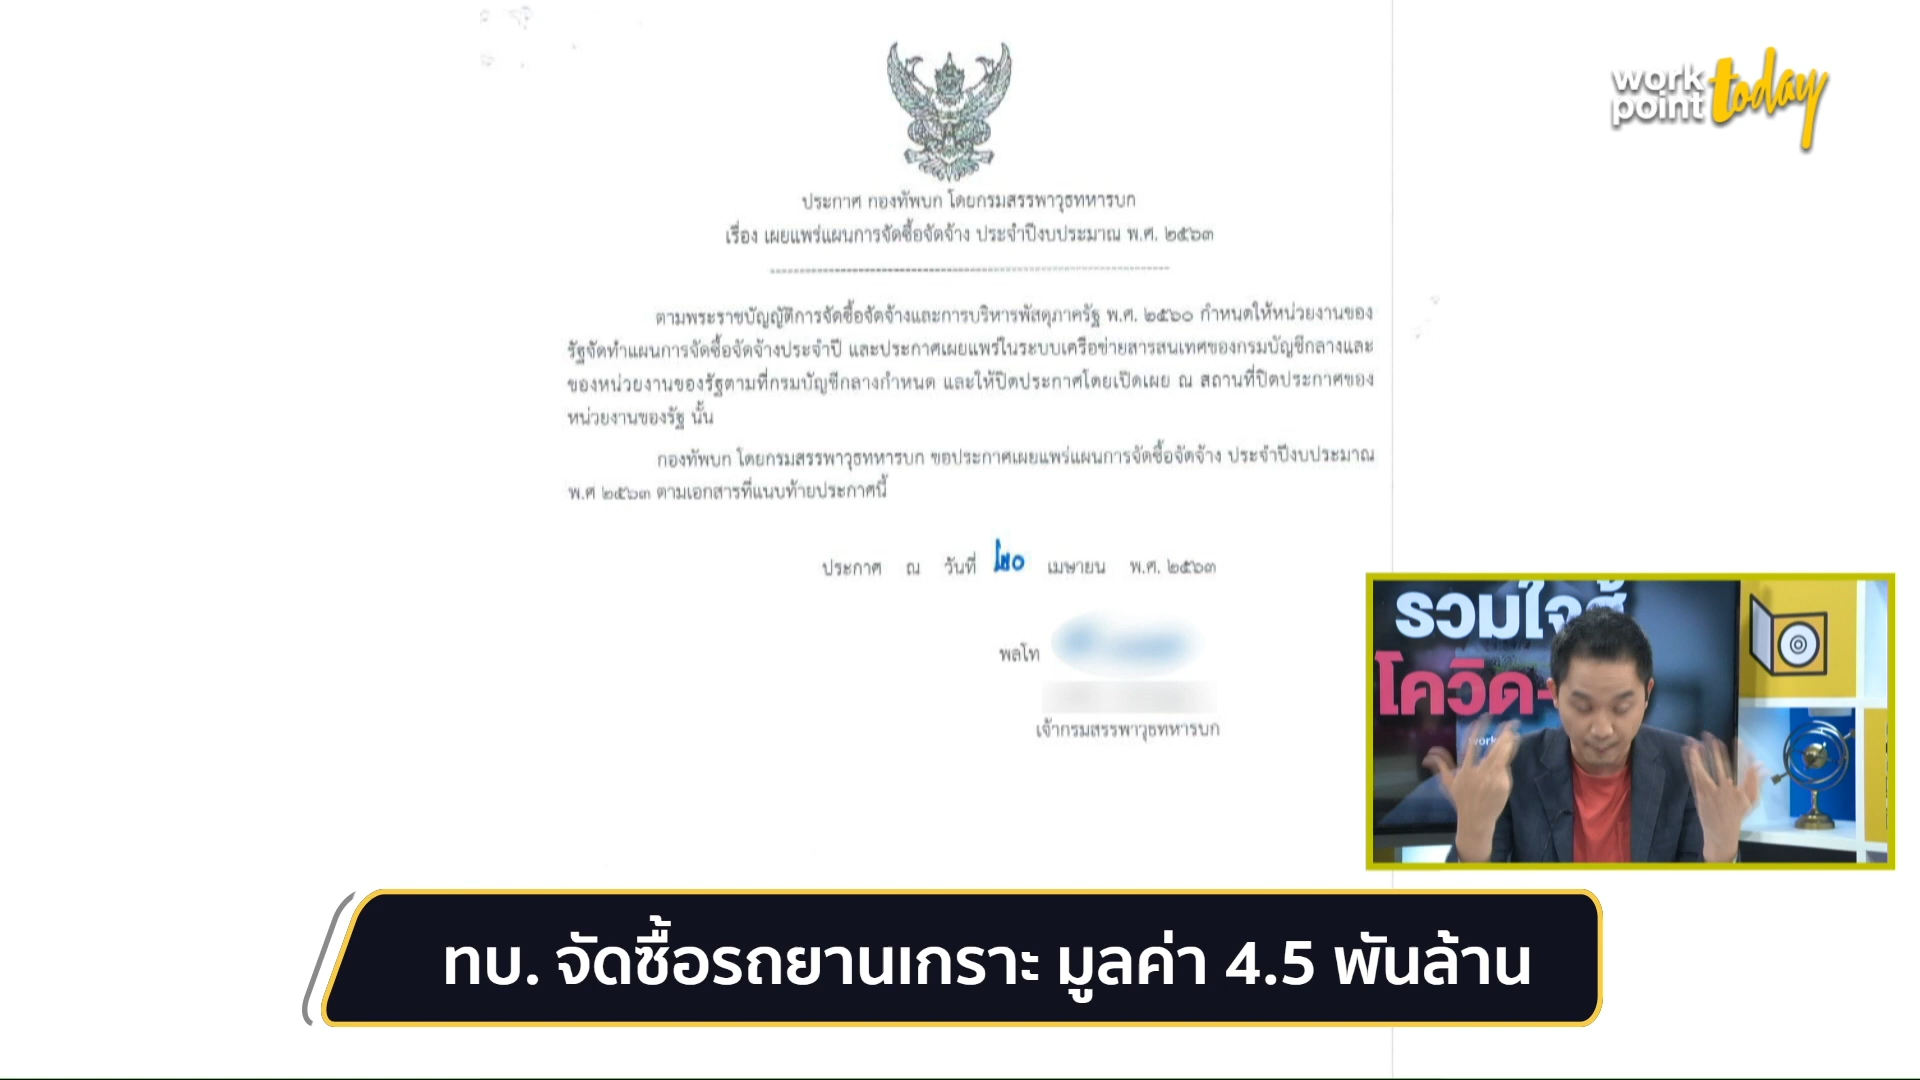 work
point today
ประกาศ กองทัพบก โดยกรมสรรพาวุธทหารบก
เรื่อง เผยแพร่แผนการจัดซื้อจัดจ้าง ประจำปีงบประมาณ พ.ศ. ๒๕๖๓
ตามพระราชบัญญัติการจัดซื้อจัดจ้างและการบริหารพัสดุภาครัฐ พ.ศ. ๒๕๖๐ กำหนดให้หน่วยงานของ
รัฐจัดทำแผนการจัดซื้อจัดจ้างประจำปี และประกาศเผยแพร่ในระบบเครือข่ายสารสนเทศของกรมบัญชีกลางและ
ของหน่วยงานของรัฐตามที่กรมบัญชีกลางกำหนด และให้ปิดประกาศโดยเปิดเผย ณ สถานที่ปิดประกาศของ
หน่วยงานของรัฐ นั้น
กองทัพบก โดยกรมสรรพาวุธทหารบก ขอประกาศเผยแพร่แผนการจัดซื้อจัดจ้าง ประจำปีงบประมาณ
พ.ศ ๒๕๖๓ ตามเอกสารที่แนบท้ายประกาศนี้
ประกาศ ณ วันที่ ๒๐ เมษายน พ.ศ. ๒๕๖๓
พลโท
เจ้ากรมสรรพาวุธทหารบก
รวมใจสู้
โควิด-
work
ทบ. จัดซื้อรถยานเกราะ มูลค่า 4.5 พันล้าน